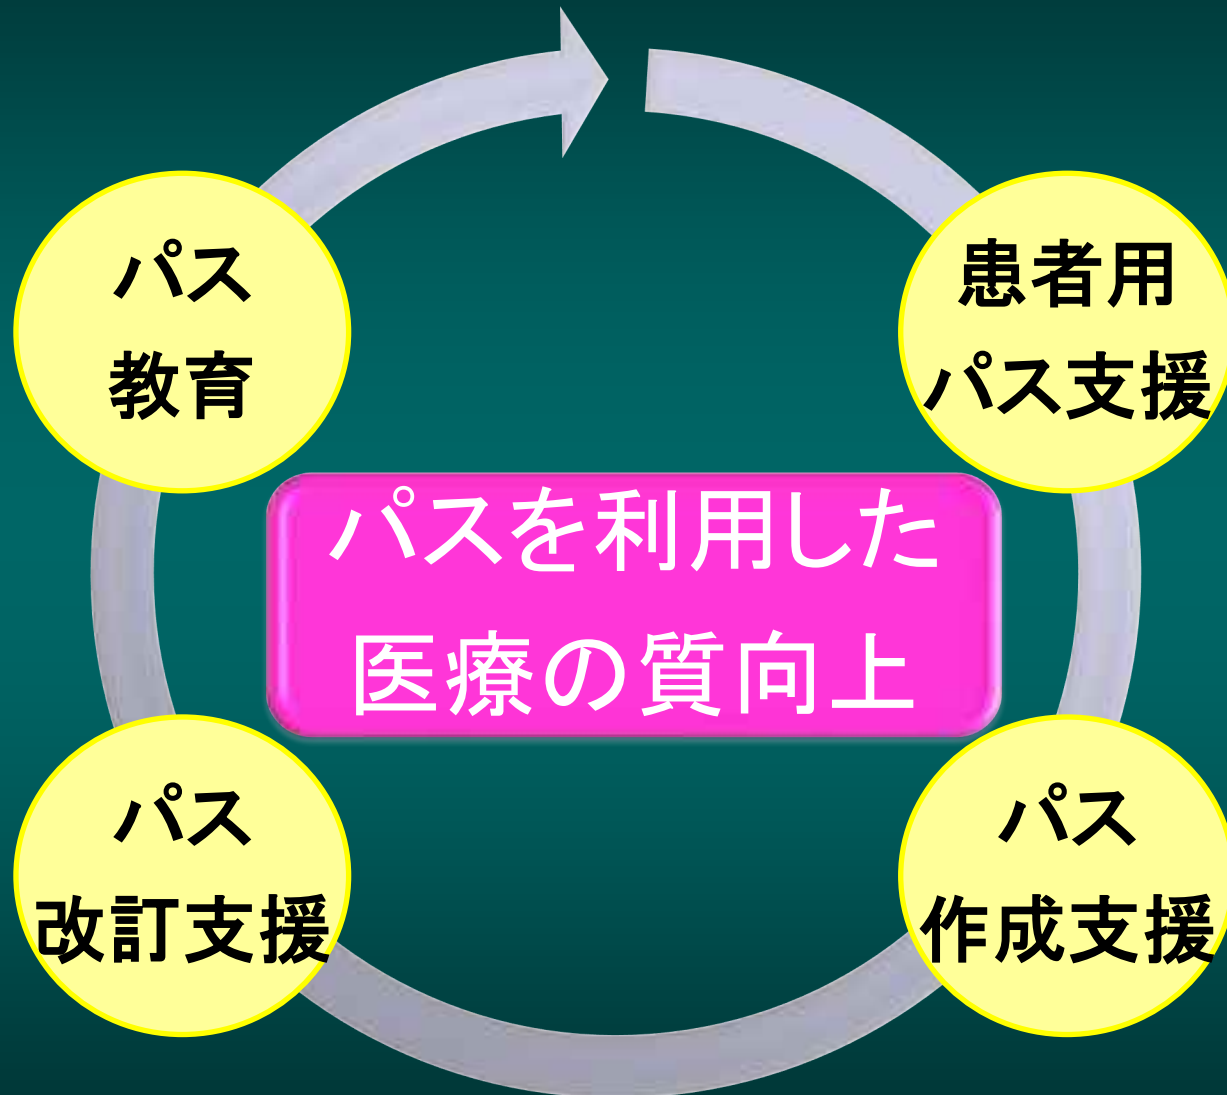 パス
教育
患者用
パス支援
パスを利用した
医療の質向上
パス
改訂支援
パス
作成支援